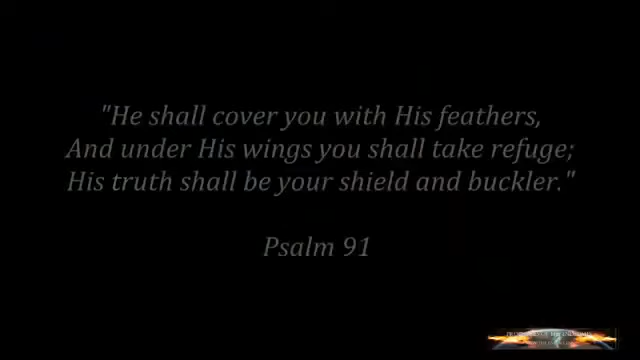 "He shall cover you with His feathers,
And under His wings you shall take refuge;
His truth shall be your shield and buckler."
Psalm 91